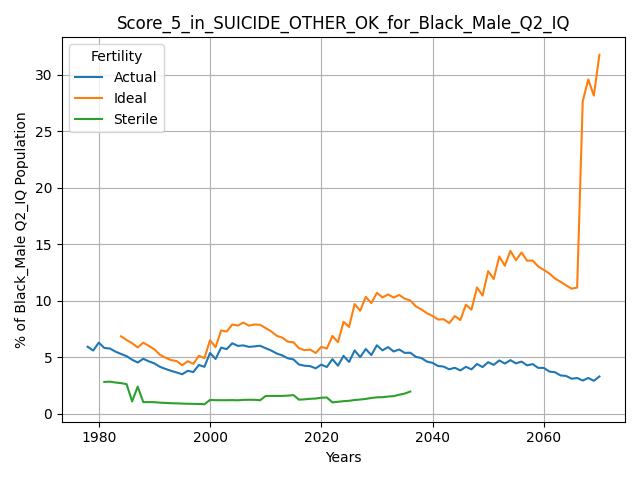 Score_5_in_SUICIDE_OTHER_OK_for_Black_Male_Q2_IQ
Fertility
Actual
Ideal
Sterile
% of Black_Male Q2_IQ Population
30
25
20
15
10
5
0
1980
2000
2020
2040
2060
Years